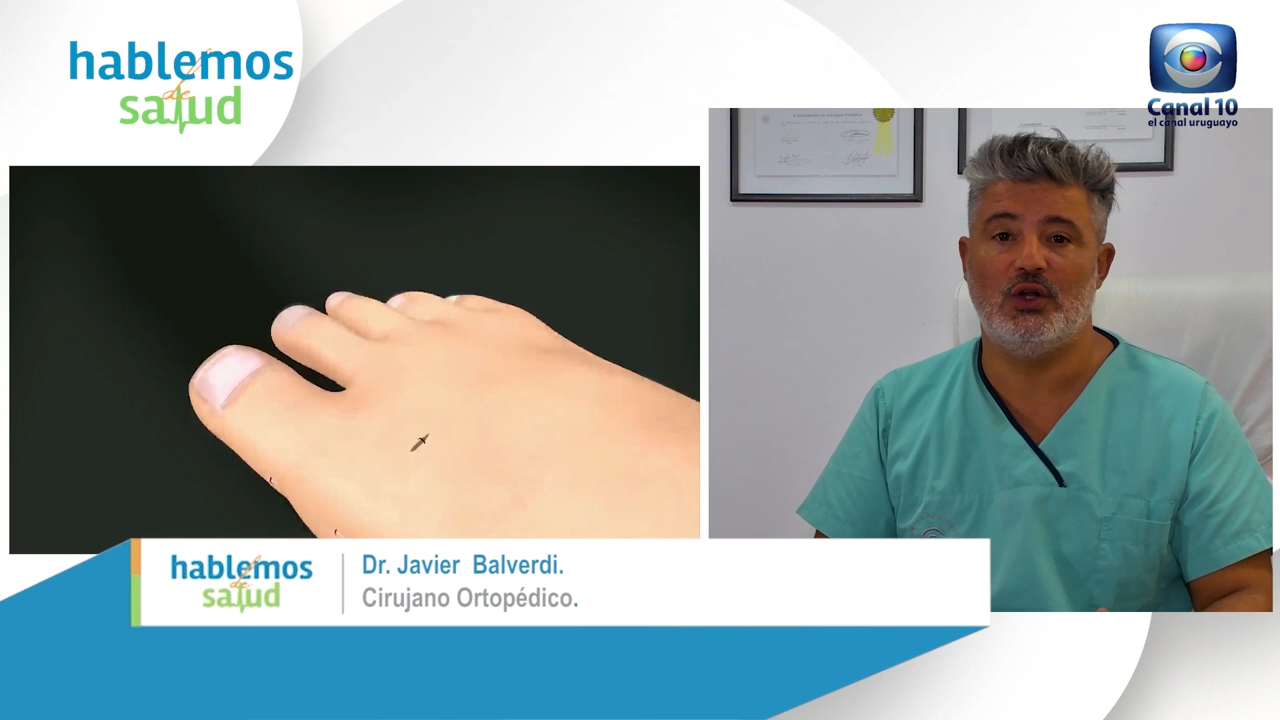 hablemos
de
salud
Canal 10
el canal uruguayo
hablemos
de
salud
Dr. Javier Balverdi.
Cirujano Ortopédico.